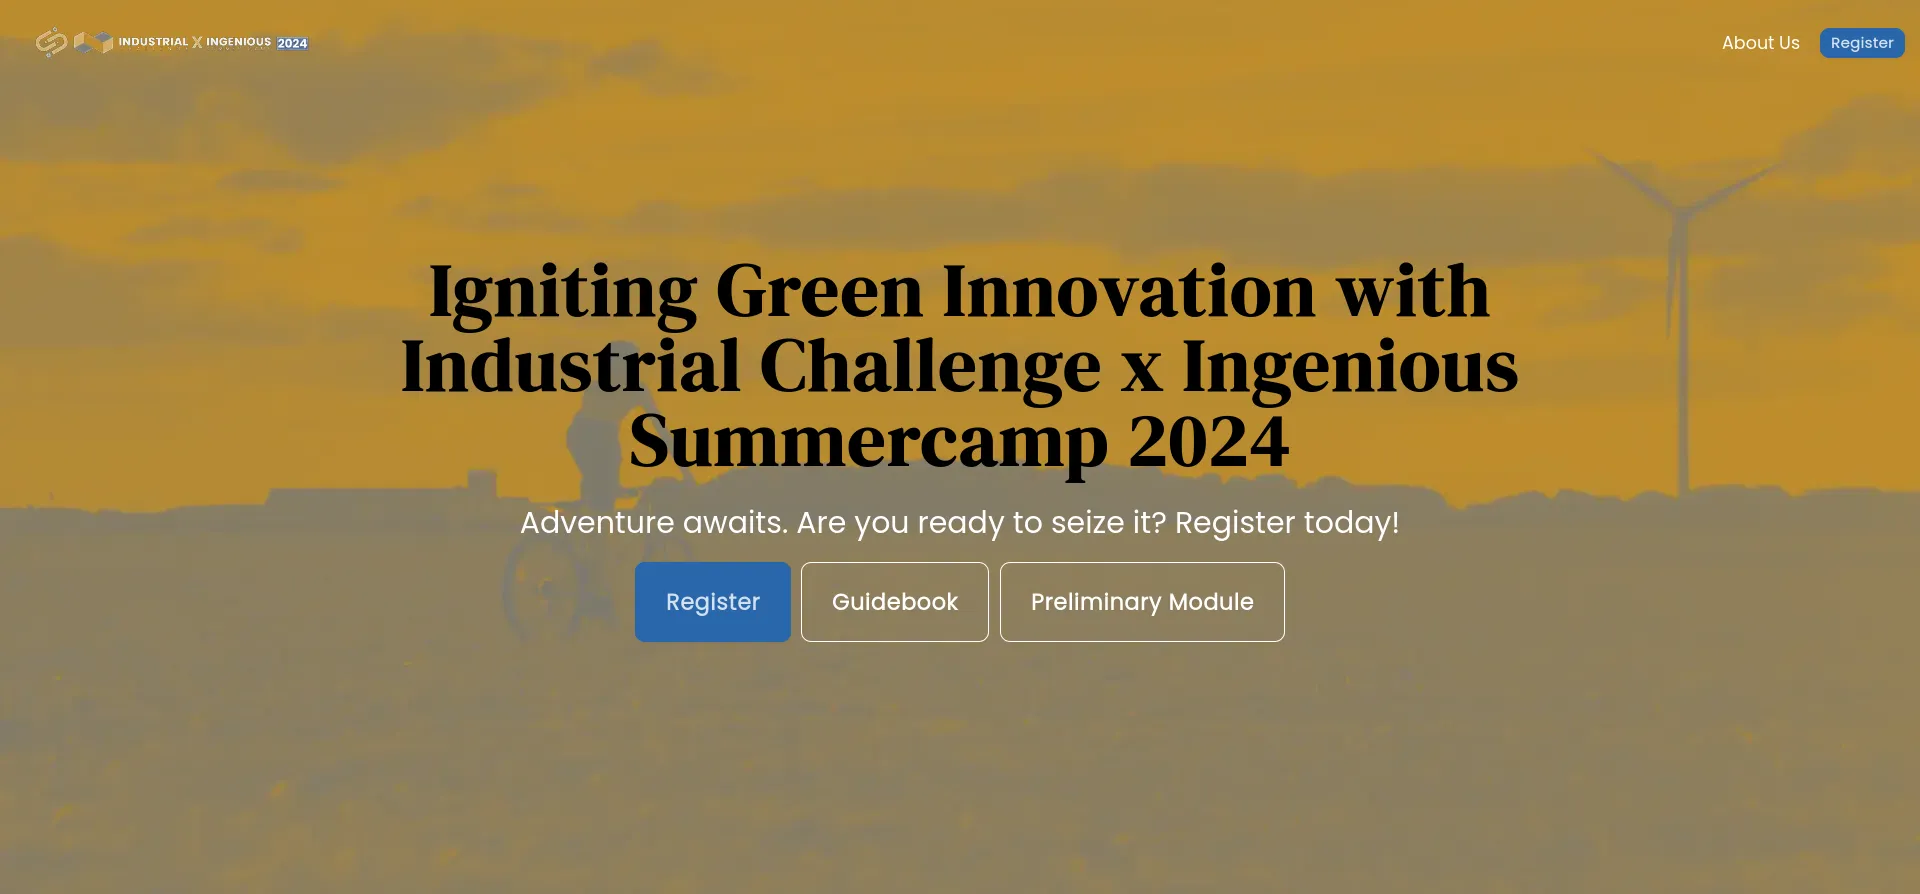 INDUSTRIAL X INGENIOUS 2024
About Us
Register
Igniting Green Innovation with
Industrial Challenge x Ingenious
Summercamp 2024
Adventure awaits. Are you ready to seize it? Register today!
Register
Guidebook
Preliminary Module